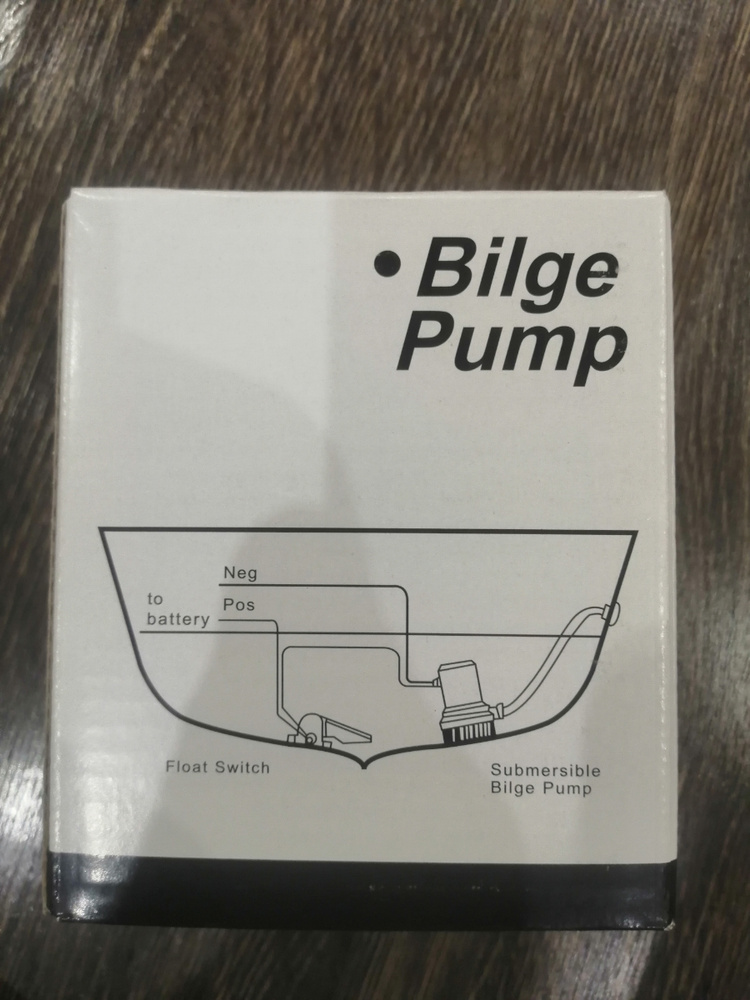 • Bilge
Pump
Neg
to
Pos
battery
Float Switch
Submersible
Bilge Pump